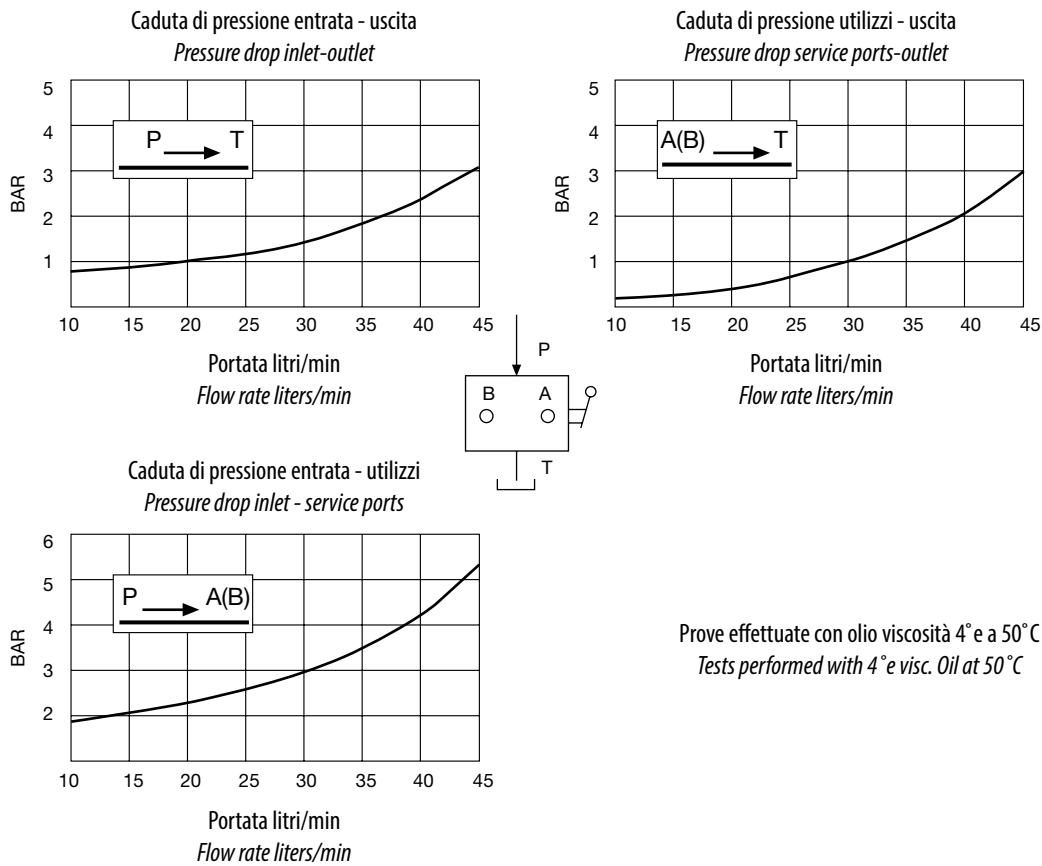 Caduta di pressione entrata - uscita
Pressure drop inlet-outlet
5
4
3
2
1
BAR
P T
10 15 20 25 30 35 40 45
Portata litri/min
Flow rate liters/min
Caduta di pressione utilizzi - uscita
Pressure drop service ports-outlet
5
4
3
2
1
BAR
A(B) T
10 15 20 25 30 35 40 45
Portata litri/min
Flow rate liters/min
P
B A
T
Caduta di pressione entrata - utilizzi
Pressure drop inlet - service ports
6
5
4
3
2
BAR
P A(B)
10 15 20 25 30 35 40 45
Portata litri/min
Flow rate liters/min
Prove effettuate con olio viscosità 4°e a 50°C
Tests performed with 4°e visc. Oil at 50°C